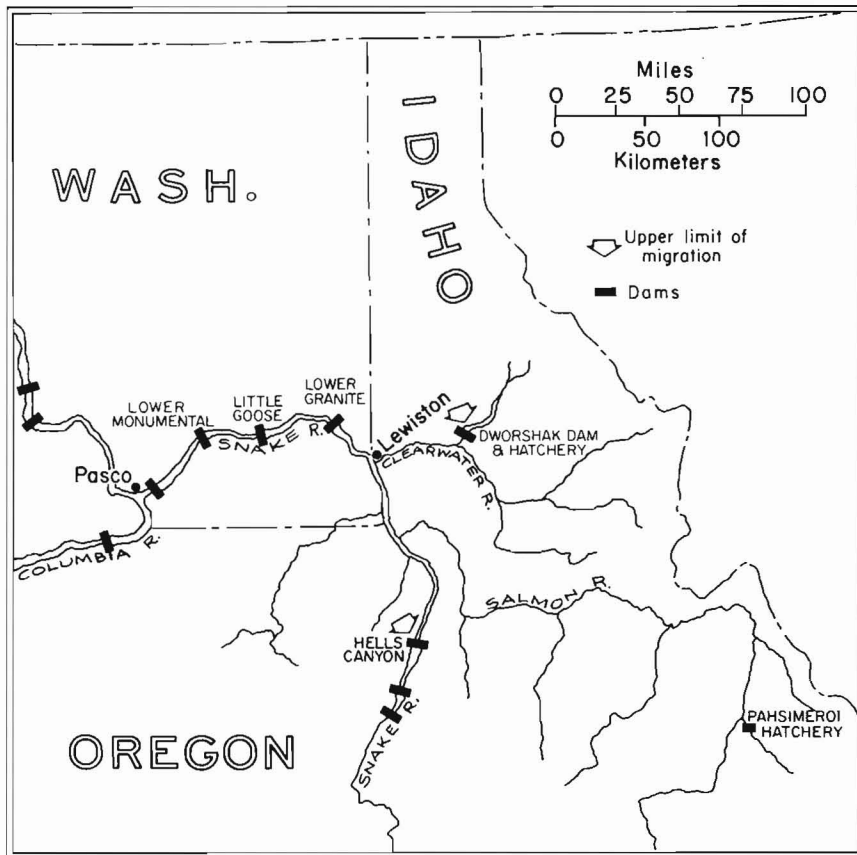 Miles
0 25 50 75 100
0 50 100
Kilometers
IDAHO
WASH.
Upper limit of
migration
Dams
LOWER
MONUMENTAL
LITTLE
GOOSE
LOWER
GRANITE
SNAKE R.
Lewiston
CLEARWATER R.
DWORSHAK DAM
& HATCHERY
Pasco
COLUMBIA R.
SALMON R.
HELLS
CANYON
SNAKE R.
PAHSIMEROI
HATCHERY
OREGON